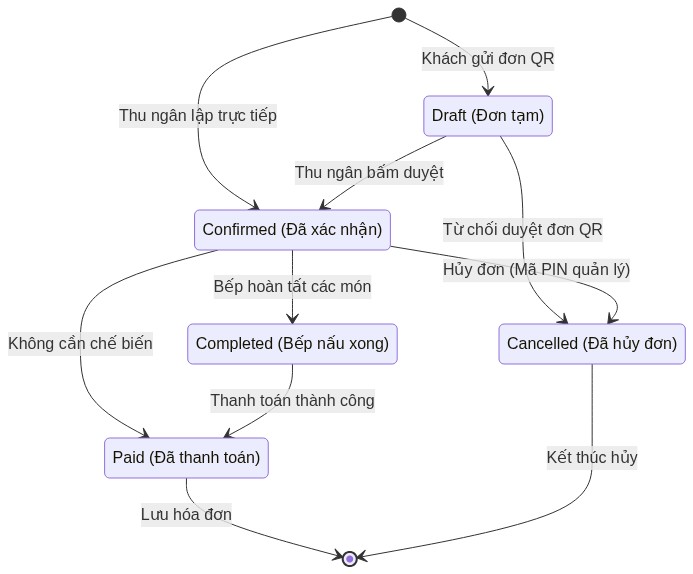 Khách gửi đơn QR
Thu ngân lập trực tiếp
Draft (Đơn tạm)
Thu ngân bấm duyệt
Confirmed (Đã xác nhận)
Từ chối duyệt đơn QR
Hủy đơn (Mã PIN quản lý)
Bếp hoàn tất các món
Không cần chế biến
Completed (Bếp nấu xong)
Cancelled (Đã hủy đơn)
Thanh toán thành công
Paid (Đã thanh toán)
Kết thúc hủy
Lưu hóa đơn